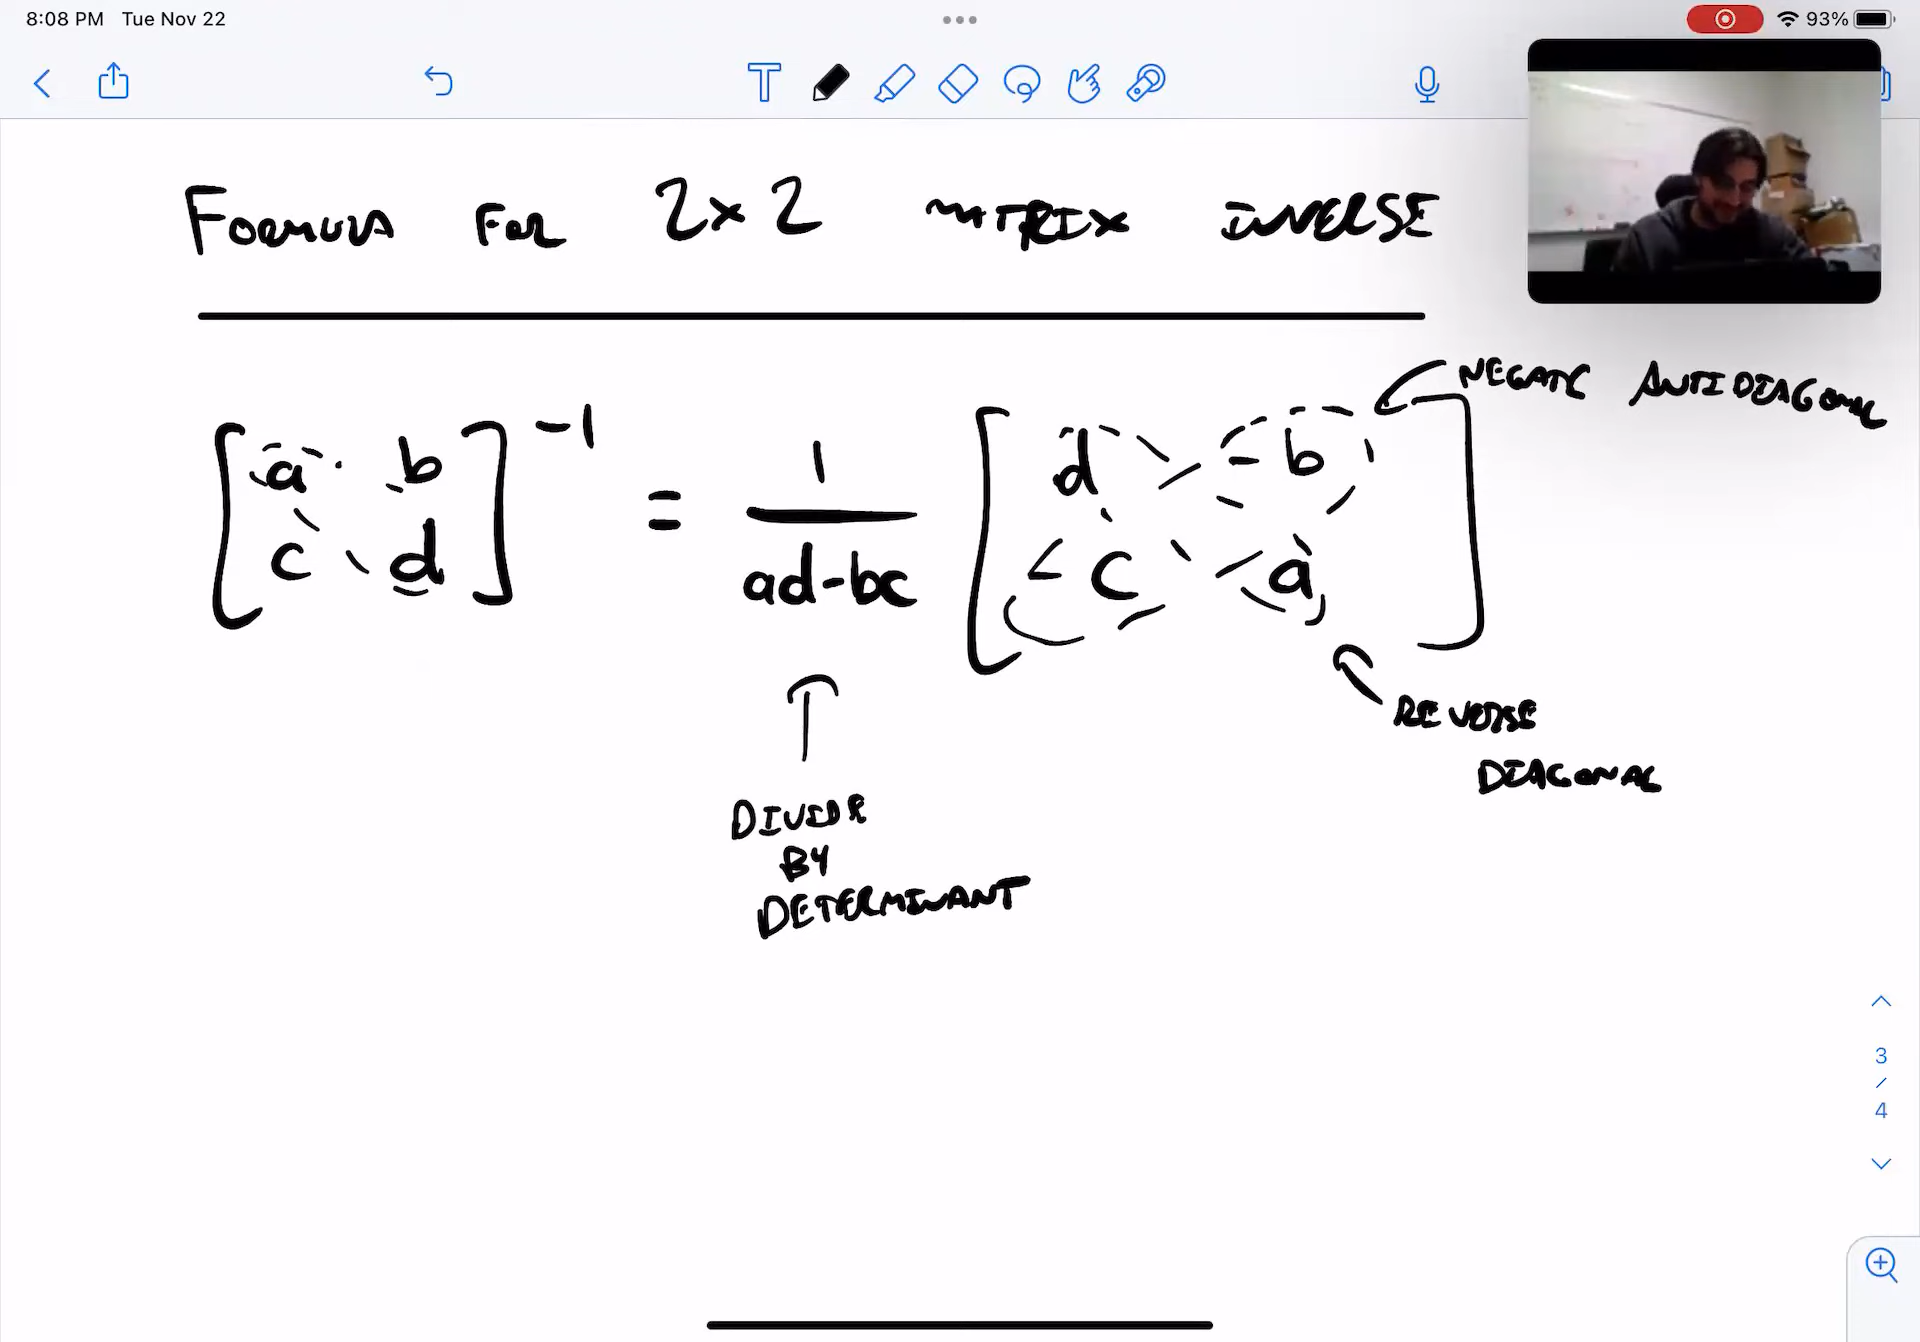 8:08 PM Tue Nov 22
93%
FORMULA FOR 2x2 MATRIX INVERSE
NEGATE ANTIDIAGONAL
[a b
c d]^-1 = 1/(ad-bc) [d -b
-c a]
REVERSE
DIAGONAL
DIVIDE
BY
DETERMINANT
3
/
4